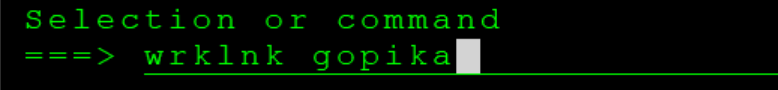 Selection or command
===> wrklnk gopika